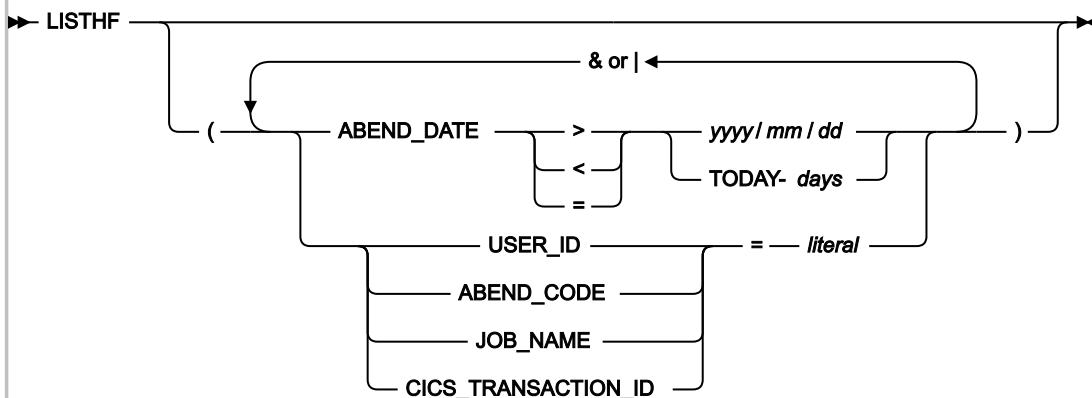 LISTHF
& or |
( ABEND_DATE > yyyy / mm / dd )
< TODAY- days
=
USER_ID = literal
ABEND_CODE
JOB_NAME
CICS_TRANSACTION_ID